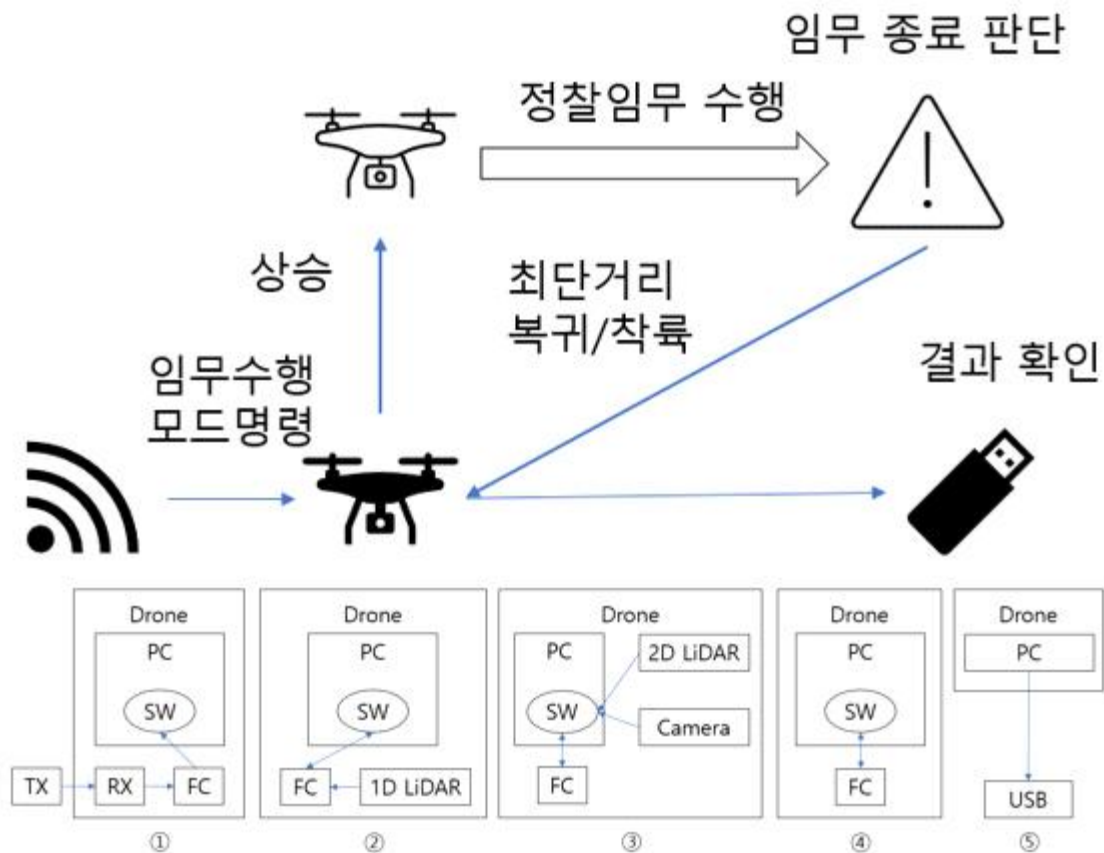 임무 종료 판단
정찰임무 수행
상승
최단거리
복귀/착륙
임무수행
모드명령
결과 확인
Drone
PC
SW
TX
RX
FC
①
Drone
PC
SW
FC
1D LiDAR
②
Drone
PC
2D LiDAR
SW
Camera
FC
③
Drone
PC
SW
FC
④
Drone
PC
USB
⑤